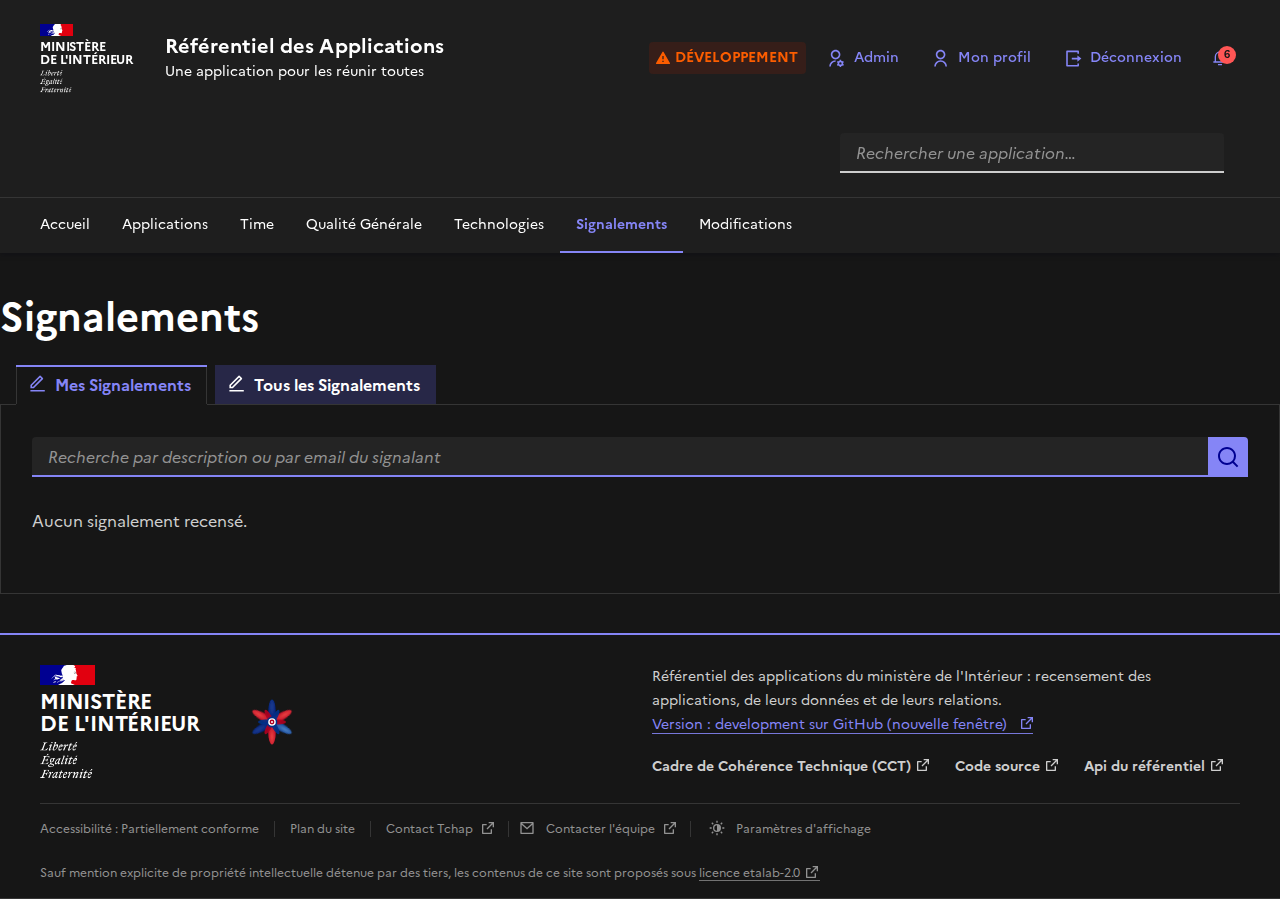 MINISTÈRE
DE L'INTÉRIEUR
Liberté
Égalité
Fraternité
Référentiel des Applications
Une application pour les réunir toutes
DÉVELOPPEMENT
Admin
Mon profil
Déconnexion
6
Rechercher une application…
Accueil
Applications
Time
Qualité Générale
Technologies
Signalements
Modifications
Signalements
Mes Signalements
Tous les Signalements
Recherche par description ou par email du signalant
Aucun signalement recensé.
MINISTÈRE
DE L'INTÉRIEUR
Liberté
Égalité
Fraternité
Référentiel des applications du ministère de l'Intérieur : recensement des
applications, de leurs données et de leurs relations.
Version : development sur GitHub (nouvelle fenêtre)
Cadre de Cohérence Technique (CCT)
Code source
Api du référentiel
Accessibilité : Partiellement conforme
Plan du site
Contact Tchap
Contacter l'équipe
Paramètres d'affichage
Sauf mention explicite de propriété intellectuelle détenue par des tiers, les contenus de ce site sont proposés sous licence etalab-2.0